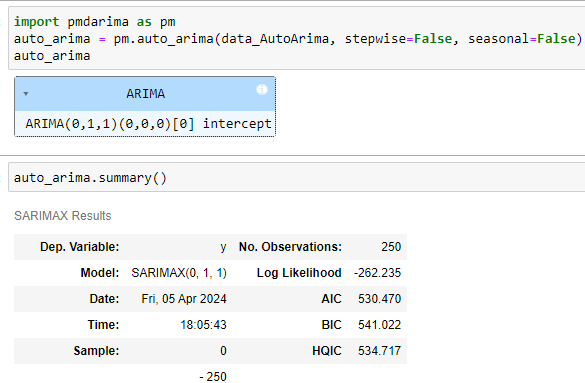 import pmdarima as pm
auto_arima = pm.auto_arima(data_AutoArima, stepwise=False, seasonal=False)
auto_arima
ARIMA
ARIMA(0,1,1)(0,0,0)[0] intercept
auto_arima.summary()
SARIMAX Results
Dep. Variable: y No. Observations: 250
Model: SARIMAX(0, 1, 1) Log Likelihood -262.235
Date: Fri, 05 Apr 2024 AIC 530.470
Time: 18:05:43 BIC 541.022
Sample: 0 HQIC 534.717
- 250